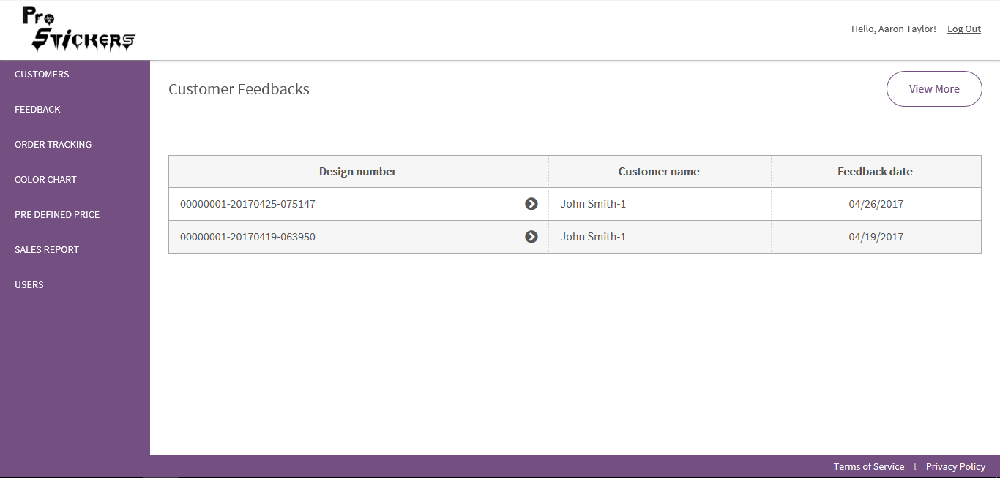 Pro
Stickers
Hello, Aaron Taylor! Log Out
CUSTOMERS
FEEDBACK
ORDER TRACKING
COLOR CHART
PRE DEFINED PRICE
SALES REPORT
USERS
Customer Feedbacks
View More
Design number Customer name Feedback date
00000001-20170425-075147 John Smith-1 04/26/2017
00000001-20170419-063950 John Smith-1 04/19/2017
Terms of Service | Privacy Policy